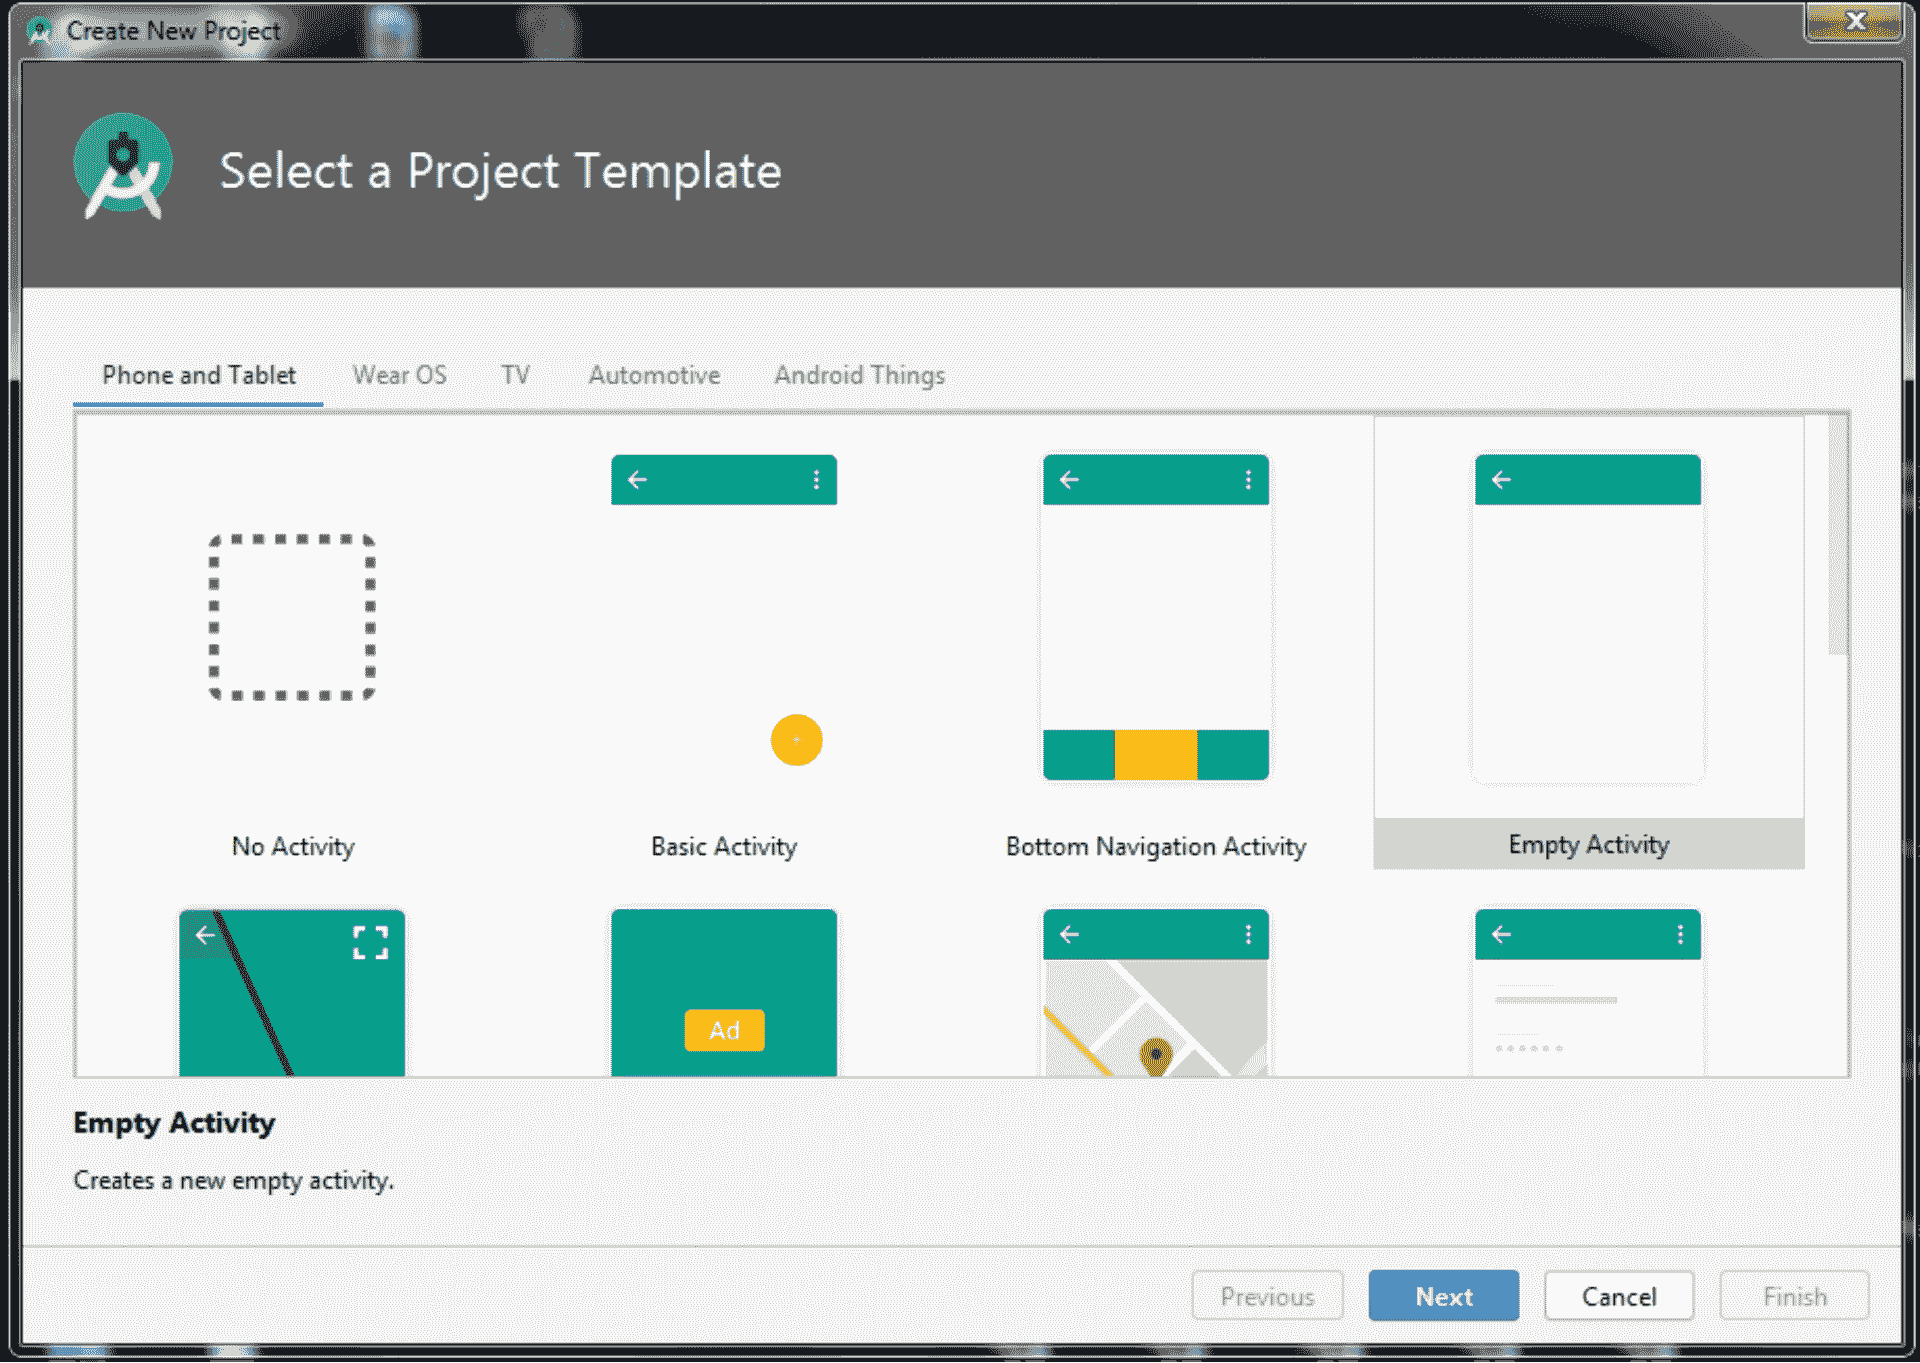 Create New Project
Select a Project Template
Phone and Tablet Wear OS TV Automotive Android Things
No Activity Basic Activity Bottom Navigation Activity Empty Activity
Ad
Empty Activity
Creates a new empty activity.
Previous Next Cancel Finish